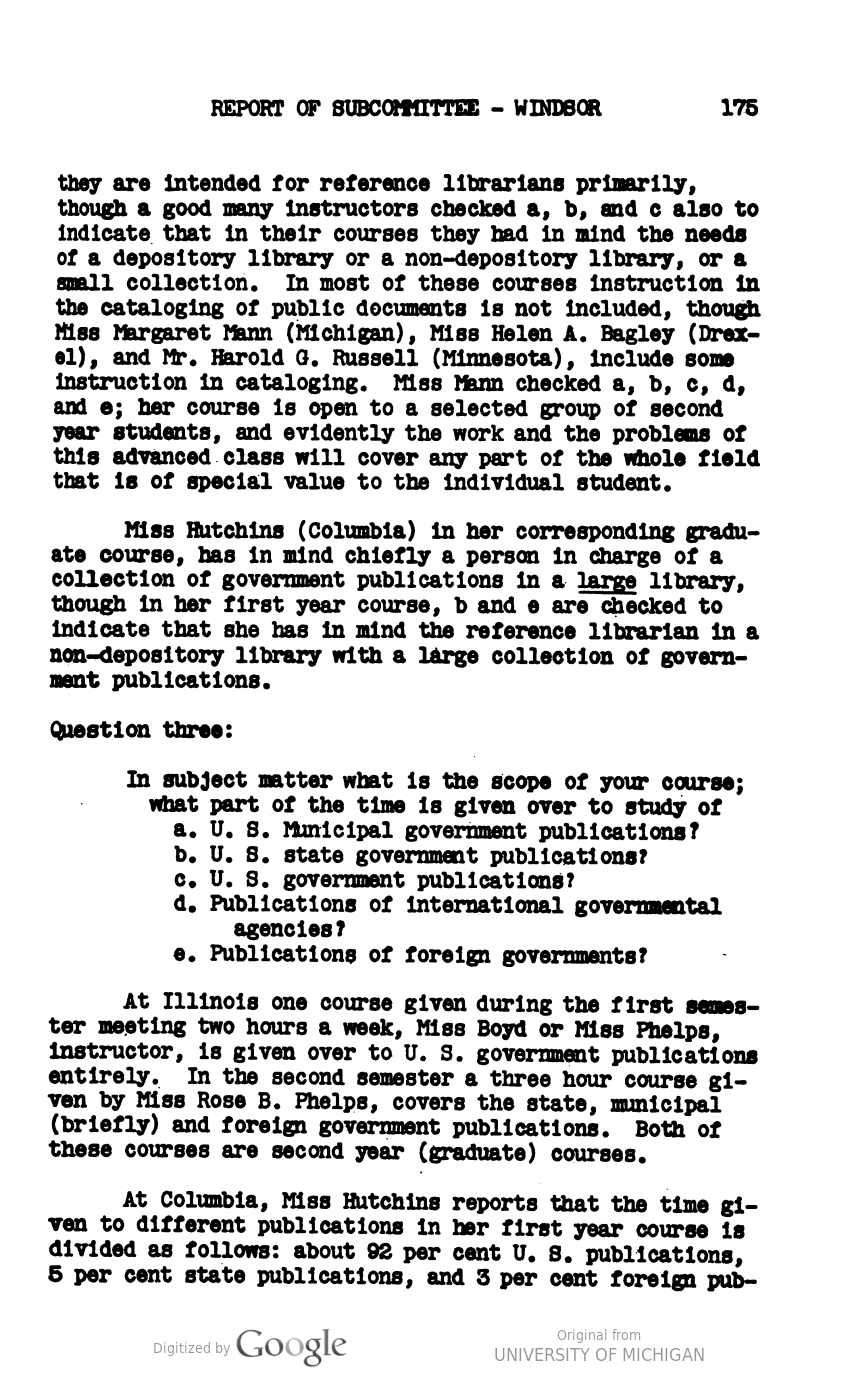 REPORT OF SUBCOMMITTEE - WINDSOR 175
they are intended for reference librarians primarily,
though a good many instructors checked a, b, and c also to
indicate that in their courses they had in mind the needs
of a depository library or a non-depository library, or a
small collection. In most of these courses instruction in
the cataloging of public documents is not included, though
Miss Margaret Mann (Michigan), Miss Helen A. Bagley (Drex-
el), and Mr. Harold G. Russell (Minnesota), include some
instruction in cataloging. Miss Mann checked a, b, c, d,
and e; her course is open to a selected group of second
year students, and evidently the work and the problems of
this advanced class will cover any part of the whole field
that is of special value to the individual student.
Miss Hutchins (Columbia) in her corresponding gradu-
ate course, has in mind chiefly a person in charge of a
collection of government publications in a large library,
though in her first year course, b and e are checked to
indicate that she has in mind the reference librarian in a
non-depository library with a large collection of govern-
ment publications.
Question three:
In subject matter what is the scope of your course;
what part of the time is given over to study of
a. U. S. Municipal government publications?
b. U. S. state government publications?
c. U. S. government publications?
d. Publications of international governmental
agencies?
e. Publications of foreign governments?
At Illinois one course given during the first semes-
ter meeting two hours a week, Miss Boyd or Miss Phelps,
instructor, is given over to U. S. government publications
entirely. In the second semester a three hour course gi-
ven by Miss Rose B. Phelps, covers the state, municipal
(briefly) and foreign government publications. Both of
these courses are second year (graduate) courses.
At Columbia, Miss Hutchins reports that the time gi-
ven to different publications in her first year course is
divided as follows: about 92 per cent U. S. publications,
5 per cent state publications, and 3 per cent foreign pub-
Digitized by Google
Original from
UNIVERSITY OF MICHIGAN